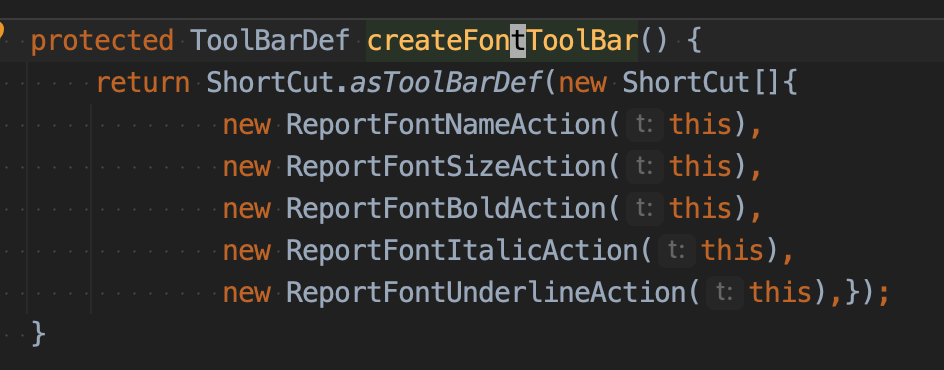 protected ToolBarDef createFontToolBar() {
return ShortCut.asToolBarDef(new ShortCut[]{
new ReportFontNameAction( t: this),
new ReportFontSizeAction( t: this),
new ReportFontBoldAction( t: this),
new ReportFontItalicAction( t: this),
new ReportFontUnderlineAction( t: this),});
}